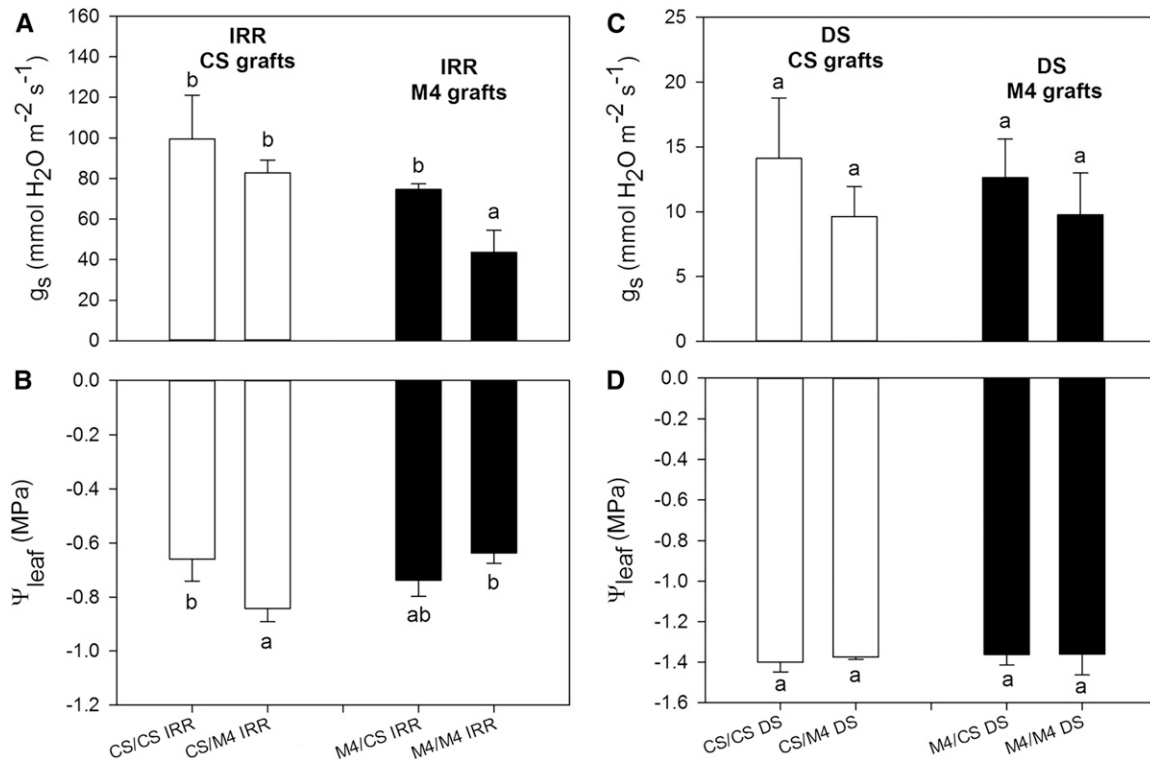 A
160
140
120
100
80
60
40
20
0
g_s (mmol H₂O m⁻² s⁻¹)
IRR
CS grafts
IRR
M4 grafts
b
b
b
a
C
25
20
15
10
5
0
g_s (mmol H₂O m⁻² s⁻¹)
DS
CS grafts
DS
M4 grafts
a
a
a
a
B
0.0
-0.2
-0.4
-0.6
-0.8
-1.0
-1.2
Ψ_leaf (MPa)
b
a
ab
b
CS/CS IRR
CS/M4 IRR
M4/CS IRR
M4/M4 IRR
D
0.0
-0.2
-0.4
-0.6
-0.8
-1.0
-1.2
-1.4
-1.6
Ψ_leaf (MPa)
a
a
a
a
CS/CS DS
CS/M4 DS
M4/CS DS
M4/M4 DS